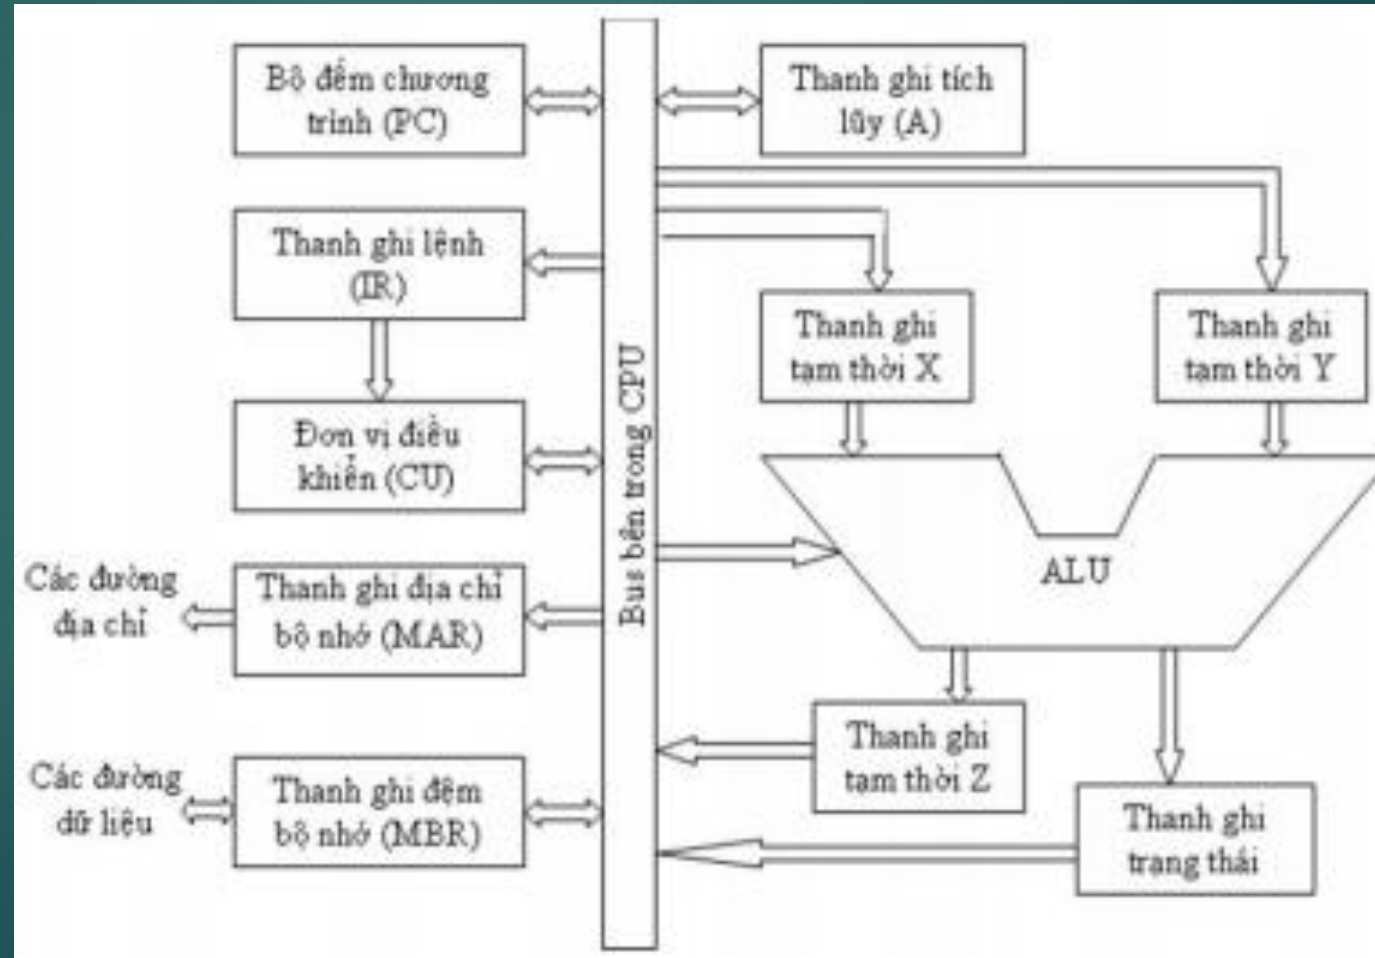 Bộ đếm chương
trình (PC)
Thanh ghi tích
lũy (A)
Thanh ghi lệnh
(IR)
Thanh ghi
tạm thời X
Thanh ghi
tạm thời Y
Đơn vị điều
khiển (CU)
Bus bên trong CPU
ALU
Các đường
địa chỉ
Thanh ghi địa chỉ
bộ nhớ (MAR)
Thanh ghi
tạm thời Z
Các đường
dữ liệu
Thanh ghi đệm
bộ nhớ (MBR)
Thanh ghi
trạng thái